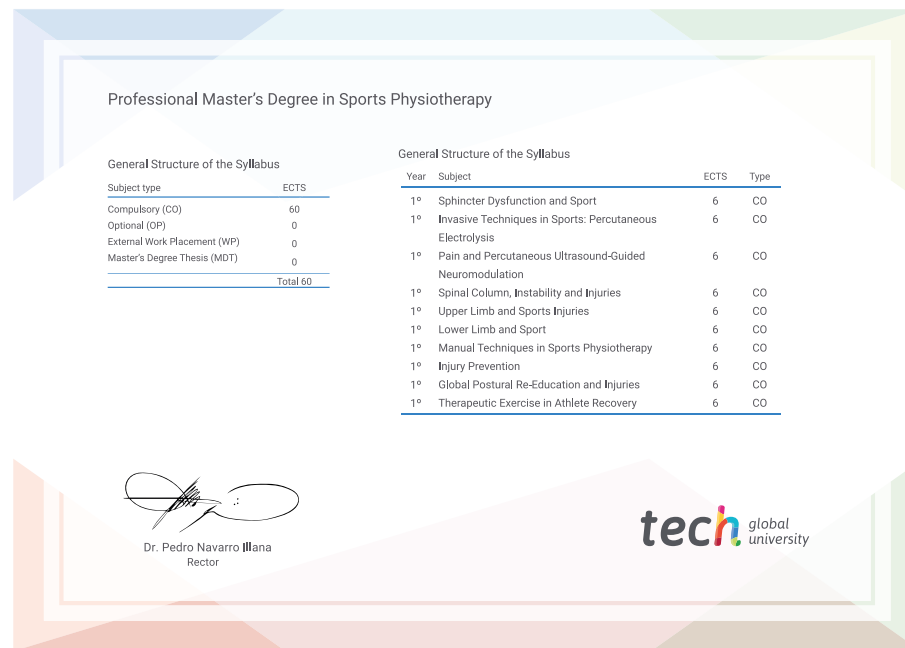 Professional Master's Degree in Sports Physiotherapy
General Structure of the Syllabus
Subject type ECTS
Compulsory (CO) 60
Optional (OP) 0
External Work Placement (WP) 0
Master's Degree Thesis (MDT) 0
Total 60
General Structure of the Syllabus
Year Subject ECTS Type
1º Sphincter Dysfunction and Sport 6 CO
1º Invasive Techniques in Sports: Percutaneous 6 CO
Electrolysis
1º Pain and Percutaneous Ultrasound-Guided 6 CO
Neuromodulation
1º Spinal Column, Instability and Injuries 6 CO
1º Upper Limb and Sports Injuries 6 CO
1º Lower Limb and Sport 6 CO
1º Manual Techniques in Sports Physiotherapy 6 CO
1º Injury Prevention 6 CO
1º Global Postural Re-Education and Injuries 6 CO
1º Therapeutic Exercise in Athlete Recovery 6 CO
Dr. Pedro Navarro Illana
Rector
tech global
university